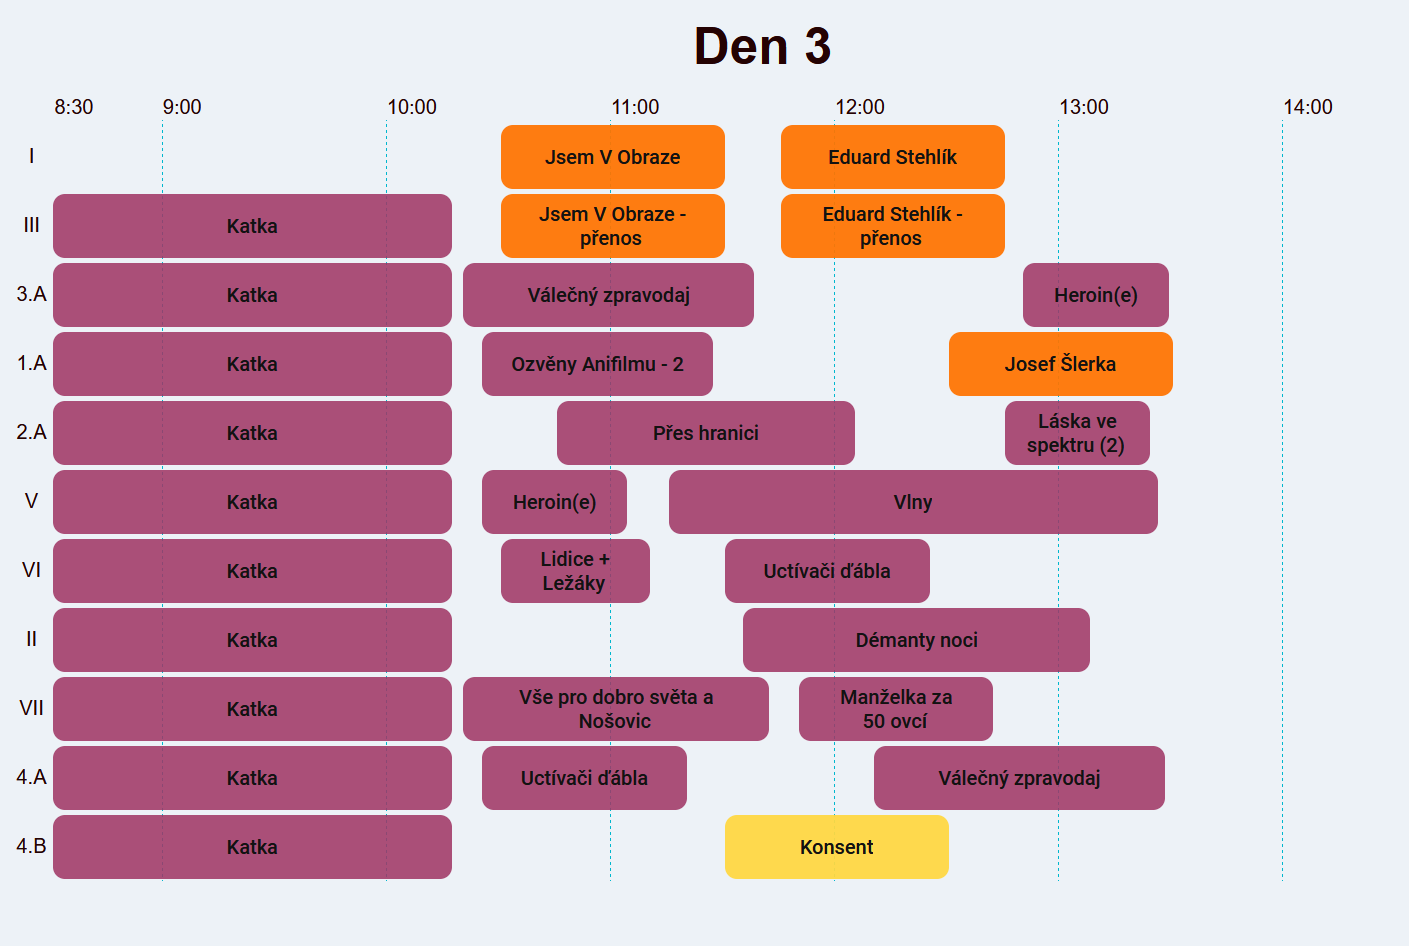 Den 3
8:30 9:00 10:00 11:00 12:00 13:00 14:00
I Jsem V Obraze Eduard Stehlík
III Katka Jsem V Obraze -
přenos Eduard Stehlík -
přenos
3.A Katka Válečný zpravodaj Heroin(e)
1.A Katka Ozvěny Anifilmu - 2 Josef Šlerka
2.A Katka Přes hranici Láska ve
spektru (2)
V Katka Heroin(e) Vlny
VI Katka Lidice +
Ležáky Uctívači ďábla
II Katka Démanty noci
VII Katka Vše pro dobro světa a
Nošovic Manželka za
50 ovcí
4.A Katka Uctívači ďábla Válečný zpravodaj
4.B Katka Konsent